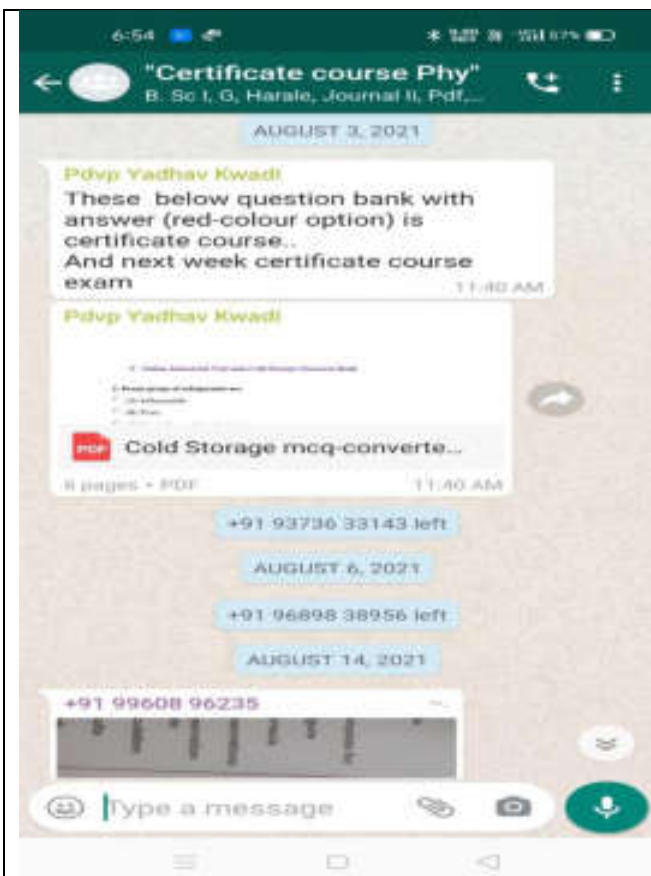 6:54
"Certificate course Phy"
B. Sc I, G, Harale, Journal II, Pdf,...
AUGUST 3, 2021
Pdvp Yadhav Kwadi
These below question bank with
answer (red-colour option) is
certificate course..
And next week certificate course
exam
11:40 AM
Pdvp Yadhav Kwadi
PDF
Cold Storage mcq-converte...
6 pages • PDF
11:40 AM
+91 93736 33143 left
AUGUST 6, 2021
+91 96898 38956 left
AUGUST 14, 2021
+91 99608 96235
Type a message